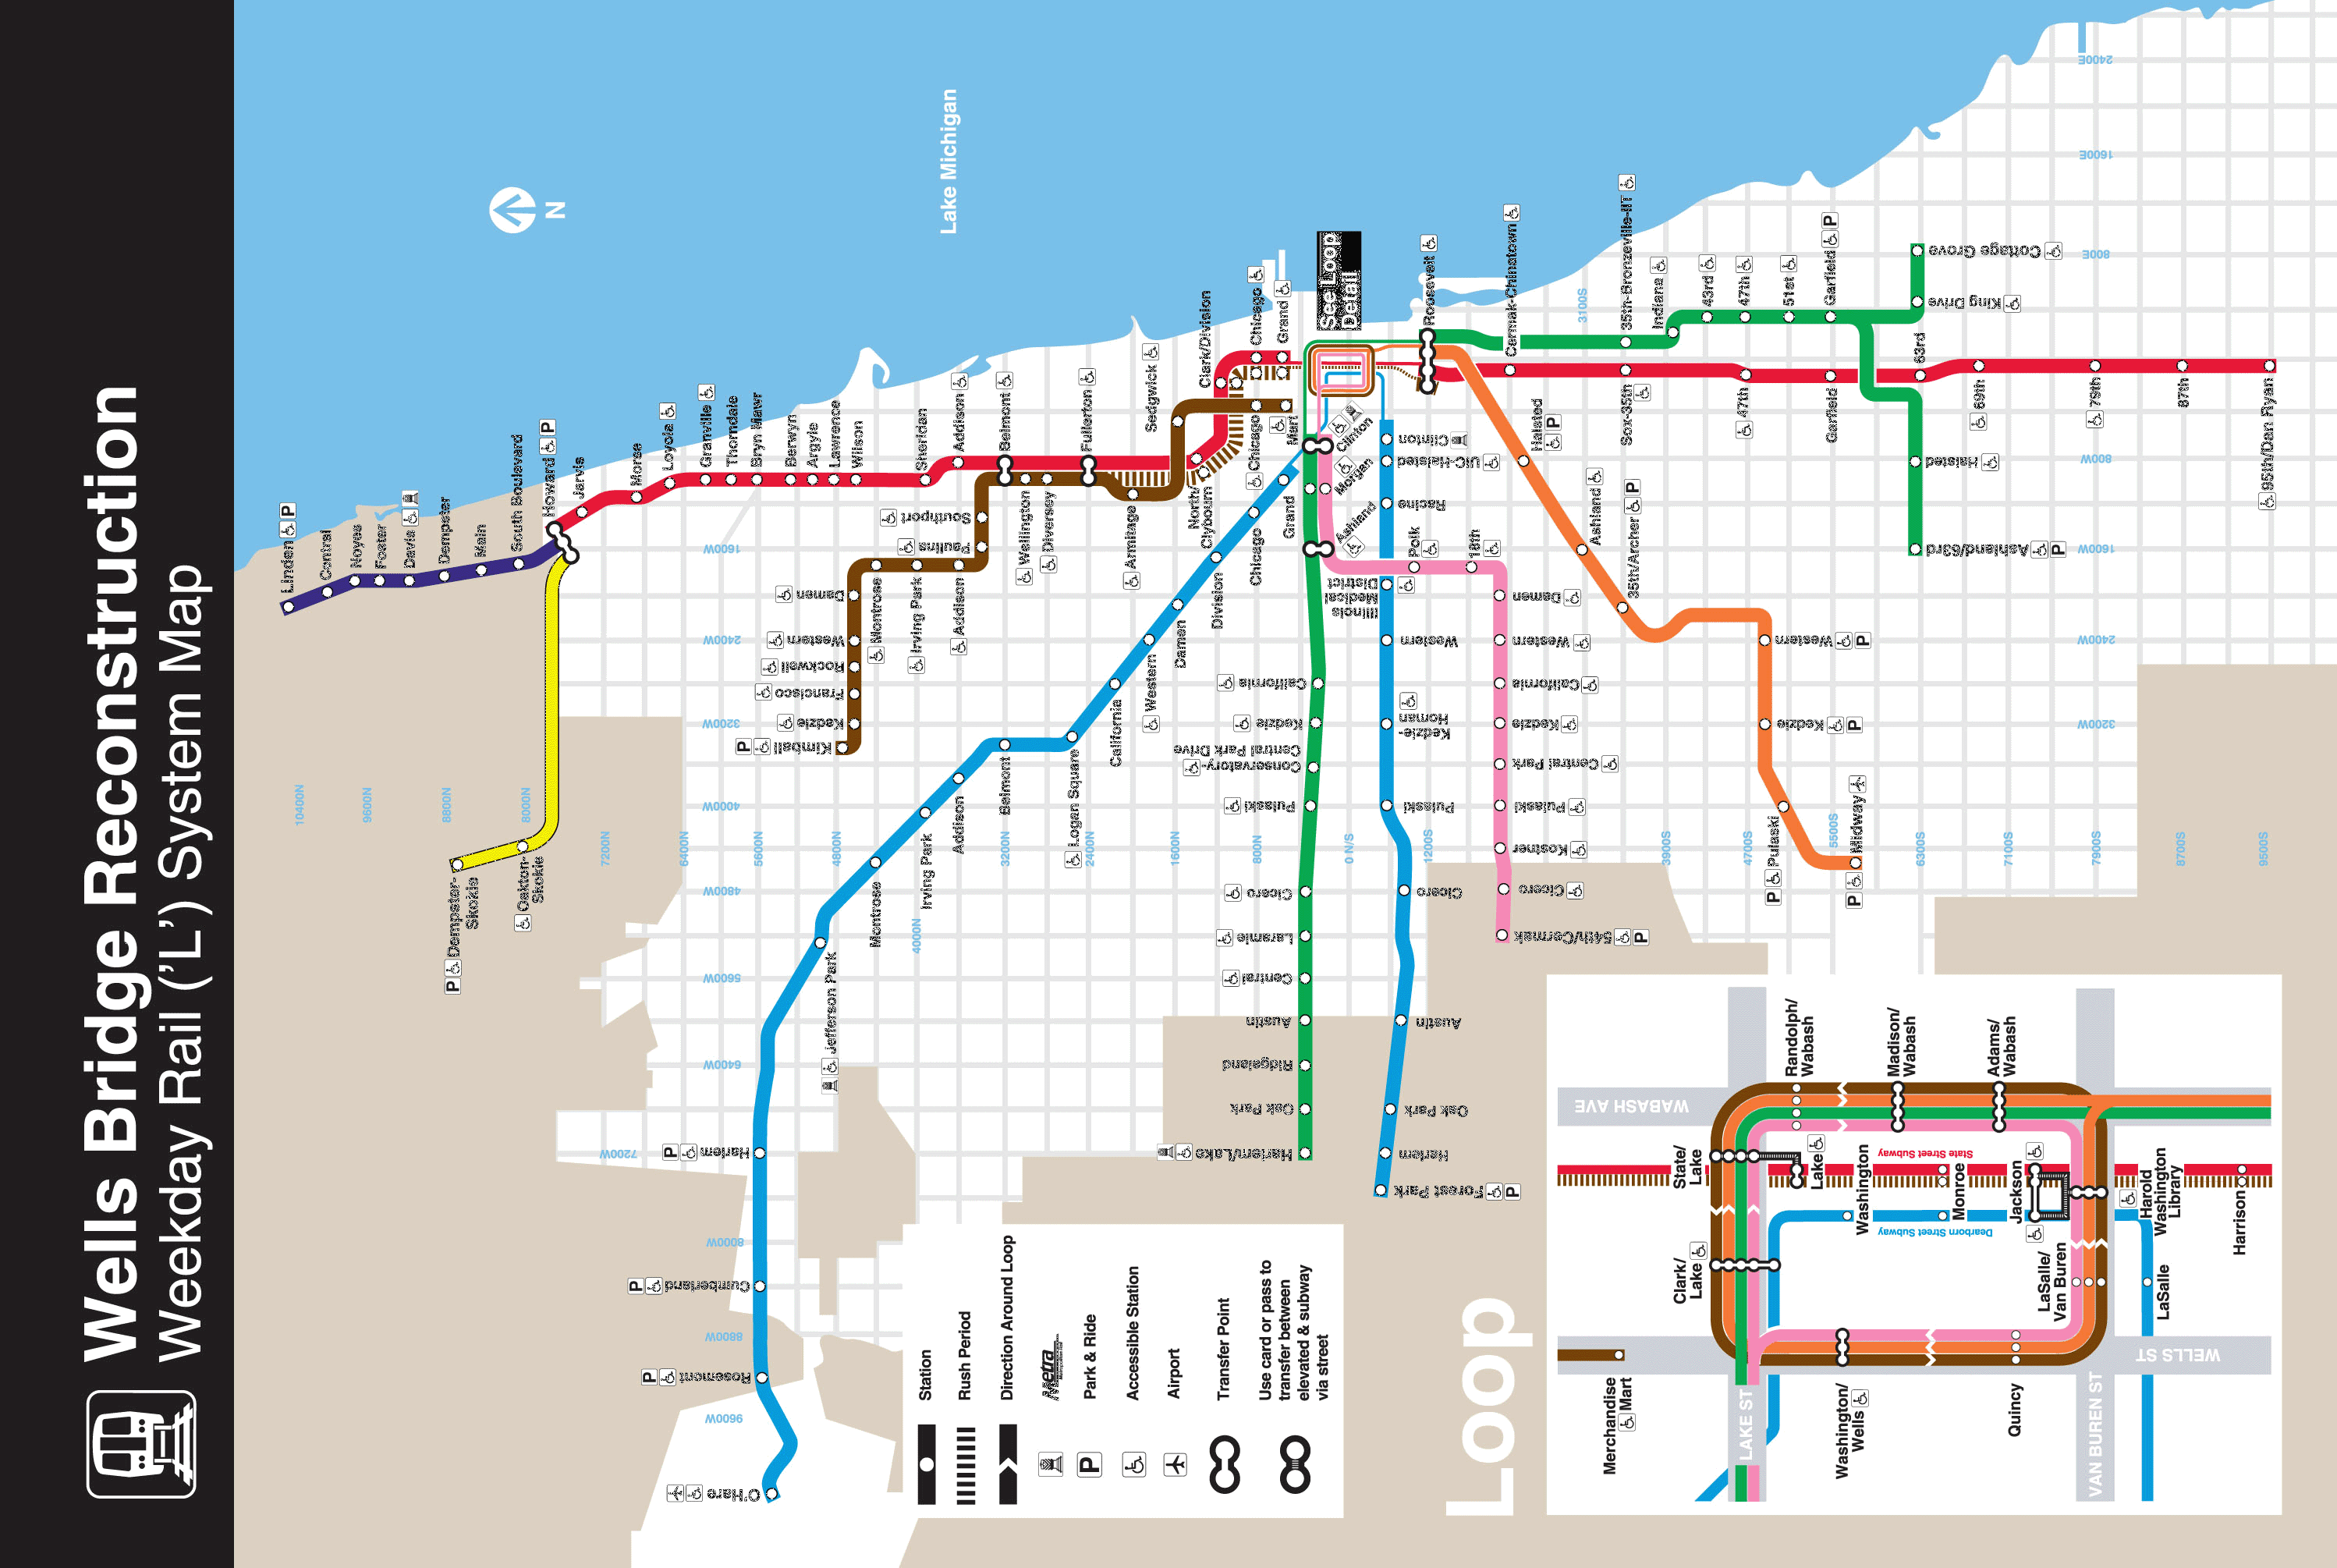 Wells Bridge Reconstruction
Weekday Rail ('L') System Map
N
Lake Michigan
Linden P
Central
Noyes
Foster
Davis
Dempster
Main
South Boulevard
Howard P
Jarvis
Morse
Loyola
Granville
Thorndale
Bryn Mawr
Berwyn
Argyle
Lawrence
Wilson
Sheridan
Addison
Belmont
Fullerton
North/
Clybourn
Clark/Division
Chicago
Grand
See Loop
Detail
Roosevelt
Cermak-Chinatown
Sox-35th
47th
Garfield
63rd
69th
79th
87th
95th/Dan Ryan
P Dempster-
Skokie
Oakton-
Skokie
P Kimball
Kedzie
Francisco
Rockwell
Western
Damen
Montrose
Irving Park
Addison
Paulina
Southport
Wellington
Diversey
Armitage
Sedgwick
Chicago
Mart
O'Hare
P Rosemont
P Cumberland
P Harlem
Jefferson Park
Montrose
Irving Park
Addison
Belmont
Logan Square
California
Western
Damen
Division
Chicago
Grand
Clinton
UIC-Halsted
Racine
Illinois
Medical
District
Western
Kedzie-
Homan
Pulaski
Cicero
Austin
Oak Park
Harlem
Forest Park P
Harlem/Lake
Oak Park
Ridgeland
Austin
Central
Laramie
Cicero
Pulaski
Conservatory-
Central Park Drive
Kedzie
California
Ashland
Morgan
Clinton
35th-Bronzeville-IIT
Indiana
43rd
47th
51st
Garfield P
King Drive
Cottage Grove
Halsted
Ashland/63rd P
Polk
18th
Damen
Western
California
Kedzie
Central Park
Pulaski
Kostner
Cicero
54th/Cermak P
Halsted P
Ashland
35th/Archer P
Western P
Kedzie P
P Pulaski
P Midway
10400N
9600N
8800N
8000N
7200N
6400N
5600N
4800N
4000N
3200N
2400N
1600N
800N
0 N/S
1200S
3100S
3900S
4700S
5500S
6300S
7100S
7900S
8700S
9500S
9600W
8800W
8000W
7200W
6400W
5600W
4800W
4000W
3200W
2400W
1600W
800W
1600W
2400W
3200W
800E
1600E
2400E
Station
Rush Period
Direction Around Loop
Metra
P Park & Ride
Accessible Station
Airport
Transfer Point
Use card or pass to
transfer between
elevated & subway
via street
Loop
Merchandise
Mart
Clark/
Lake
State/
Lake
LAKE ST
Randolph/
Wabash
Lake
Washington/
Wells
Washington
Madison/
Wabash
WABASH AVE
State Street Subway
Dearborn Street Subway
Monroe
Quincy
Adams/
Wabash
Jackson
LaSalle/
Van Buren
VAN BUREN ST
WELLS ST
Harold
Washington
Library
LaSalle
Harrison